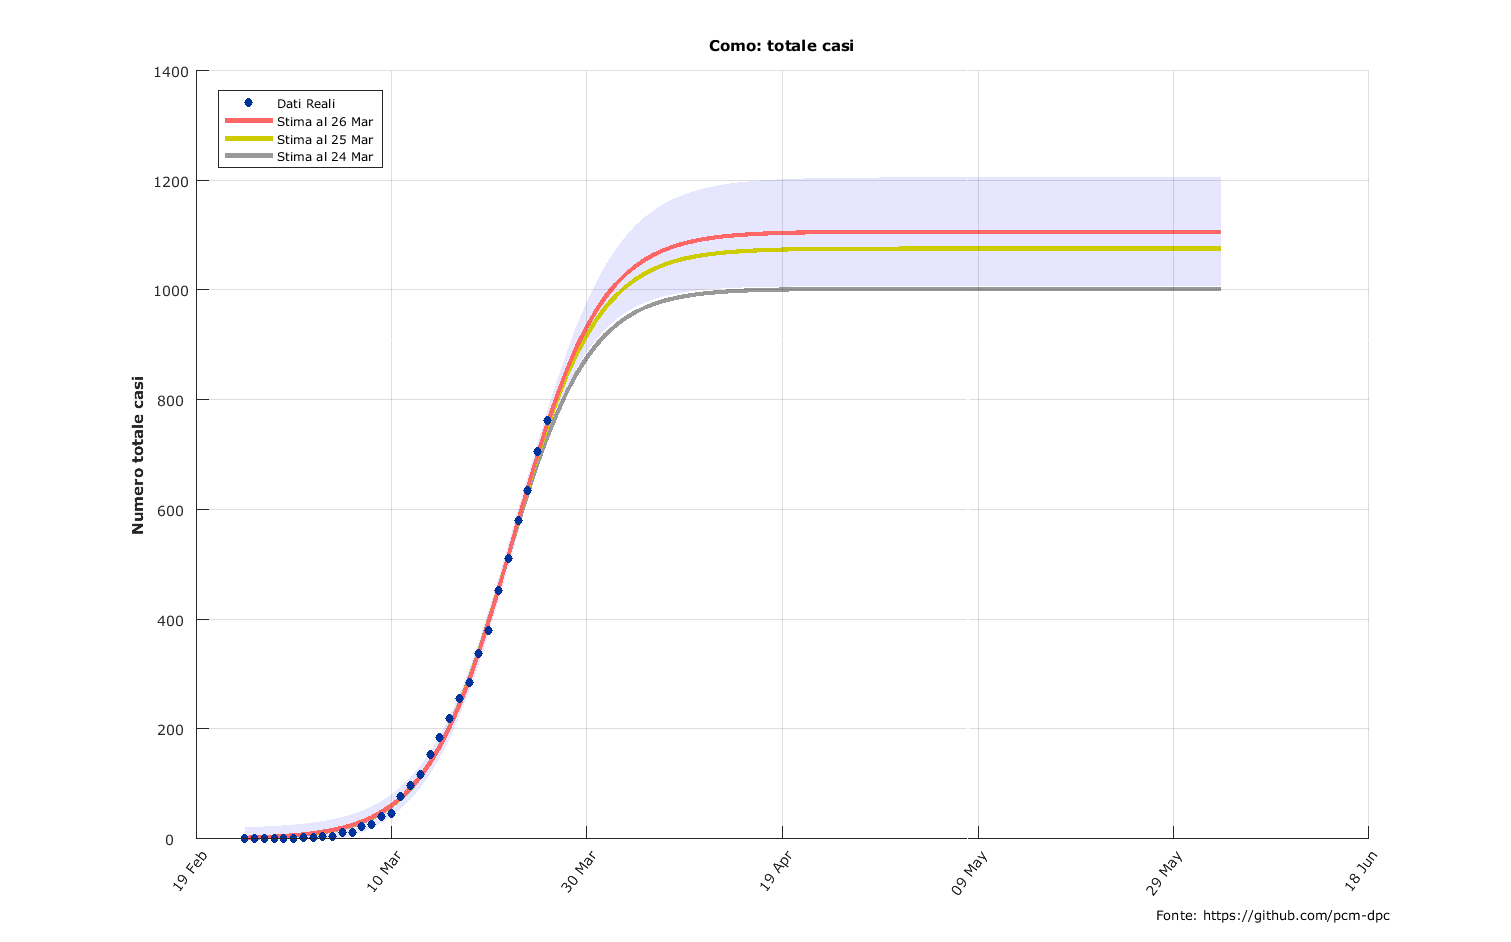 Como: totale casi
1400
1200
1000
800
600
400
200
0
Numero totale casi
Dati Reali
Stima al 26 Mar
Stima al 25 Mar
Stima al 24 Mar
19 Feb
10 Mar
30 Mar
19 Apr
09 May
29 May
18 Jun
Fonte: https://github.com/pcm-dpc